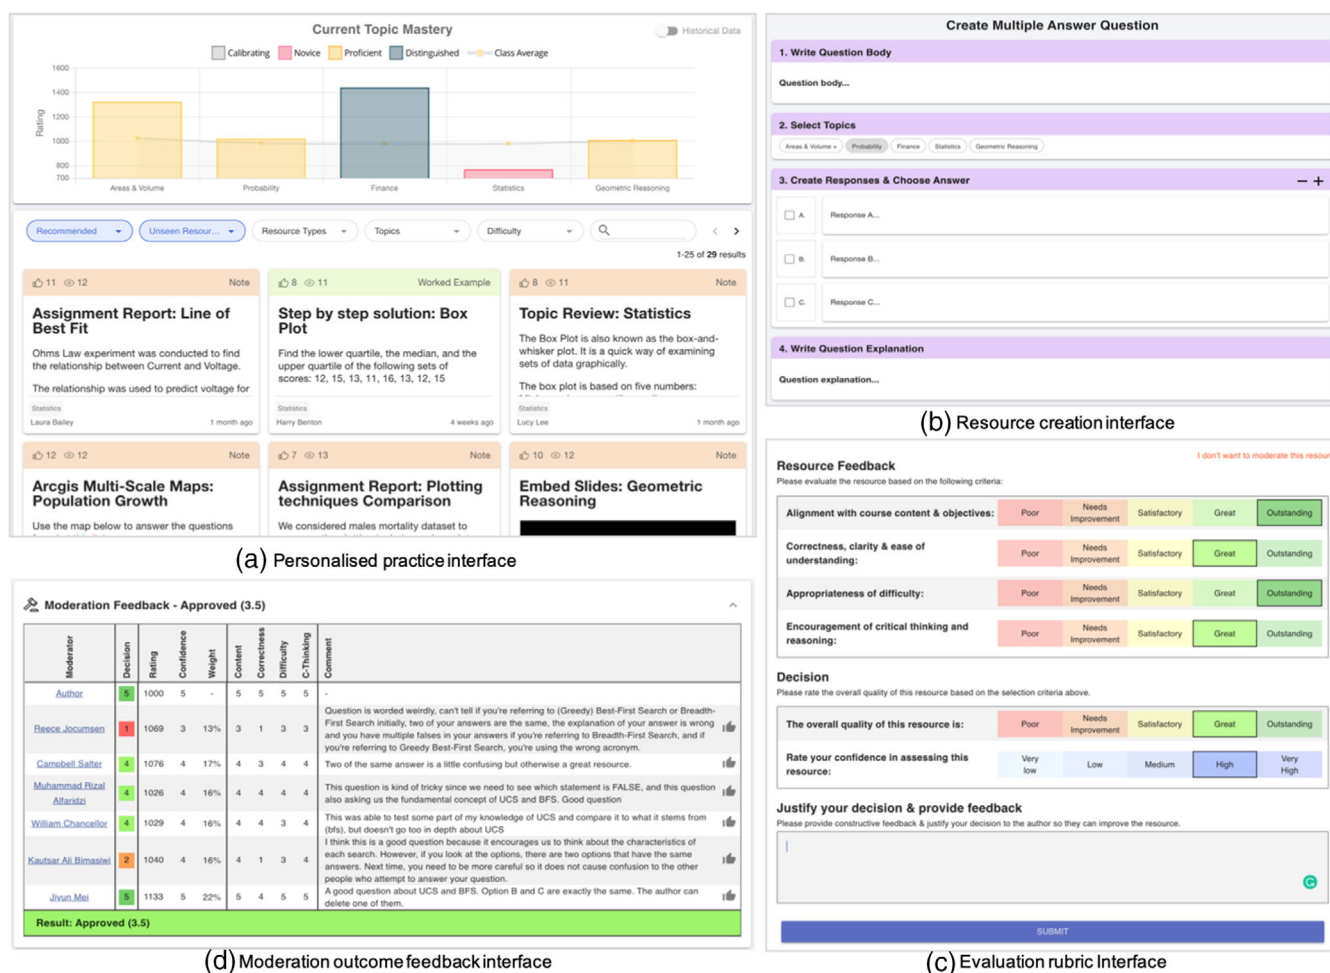 Current Topic Mastery
Historical Data
Calibrating Novice Proficient Distinguished Class Average
1600
1400
1200
1000
800
700
Rating
Areas & Volume Probability Finance Statistics Geometric Reasoning
Recommended Unseen Resour... Resource Types Topics Difficulty
1-25 of 29 results
11 12 Note
Assignment Report: Line of
Best Fit
Ohms Law experiment was conducted to find
the relationship between Current and Voltage.
The relationship was used to predict voltage for
Statistics
Laura Bailey 1 month ago
8 11 Worked Example
Step by step solution: Box
Plot
Find the lower quartile, the median, and the
upper quartile of the following sets of
scores: 12, 15, 13, 11, 16, 13, 12, 15
Statistics
Harry Benton 4 weeks ago
8 11 Note
Topic Review: Statistics
The Box Plot is also known as the box-and-
whisker plot. It is a quick way of examining
sets of data graphically.
The box plot is based on five numbers:
Statistics
Lucy Lee 1 month ago
12 12 Note
Arcgis Multi-Scale Maps:
Population Growth
Use the map below to answer the questions
7 13 Note
Assignment Report: Plotting
techniques Comparison
We considered males mortality dataset to
10 12 Note
Embed Slides: Geometric
Reasoning
(a) Personalised practice interface
Create Multiple Answer Question
1. Write Question Body
Question body...
2. Select Topics
Areas & Volume × Probability Finance Statistics Geometric Reasoning
3. Create Responses & Choose Answer − +
A. Response A...
B. Response B...
C. Response C...
4. Write Question Explanation
Question explanation...
(b) Resource creation interface
I don't want to moderate this resour
Resource Feedback
Please evaluate the resource based on the following criteria:
Alignment with course content & objectives: Poor Needs Improvement Satisfactory Great Outstanding
Correctness, clarity & ease of
understanding: Poor Needs Improvement Satisfactory Great Outstanding
Appropriateness of difficulty: Poor Needs Improvement Satisfactory Great Outstanding
Encouragement of critical thinking and
reasoning: Poor Needs Improvement Satisfactory Great Outstanding
Decision
Please rate the overall quality of this resource based on the selection criteria above.
The overall quality of this resource is: Poor Needs Improvement Satisfactory Great Outstanding
Rate your confidence in assessing this
resource: Very low Low Medium High Very High
Justify your decision & provide feedback
Please provide constructive feedback & justify your decision to the author so they can improve the resource.
SUBMIT
(c) Evaluation rubric Interface
Moderation Feedback - Approved (3.5)
Moderator Decision Rating Confidence Weight Content Correctness Difficulty C-Thinking Comment
Author 5 1000 5 - 5 5 5 5 -
Reece Jocumsen 1 1069 3 13% 3 1 3 3
Question is worded weirdly, can't tell if you're referring to (Greedy) Best-First Search or Breadth-
First Search initially, two of your answers are the same, the explanation of your answer is wrong
and you have multiple falses in your answers if you're referring to Breadth-First Search, and if
you're referring to Greedy Best-First Search, you're using the wrong acronym.
Campbell Salter 4 1076 4 17% 4 3 4 4 Two of the same answer is a little confusing but otherwise a great resource.
Muhammad Rizal
Alfaridzi 4 1026 4 16% 4 4 4 4
This question is kind of tricky since we need to see which statement is FALSE, and this question
also asking us the fundamental concept of UCS and BFS. Good question
William Chancellor 4 1029 4 16% 4 4 3 4
This was able to test some part of my knowledge of UCS and compare it to what it stems from
(bfs), but doesn't go too in depth about UCS
Kautsar Ali Bimasiwi 2 1040 4 16% 4 1 3 4
I think this is a good question because it encourages us to think about the characteristics of
each search. However, if you look at the options, there are two options that have the same
answers. Next time, you need to be more careful so it does not cause confusion to the other
people who attempt to answer your question.
Jiyun Mei 5 1133 5 22% 5 4 5 5
A good question about UCS and BFS. Option B and C are exactly the same. The author can
delete one of them.
Result: Approved (3.5)
(d) Moderation outcome feedback interface